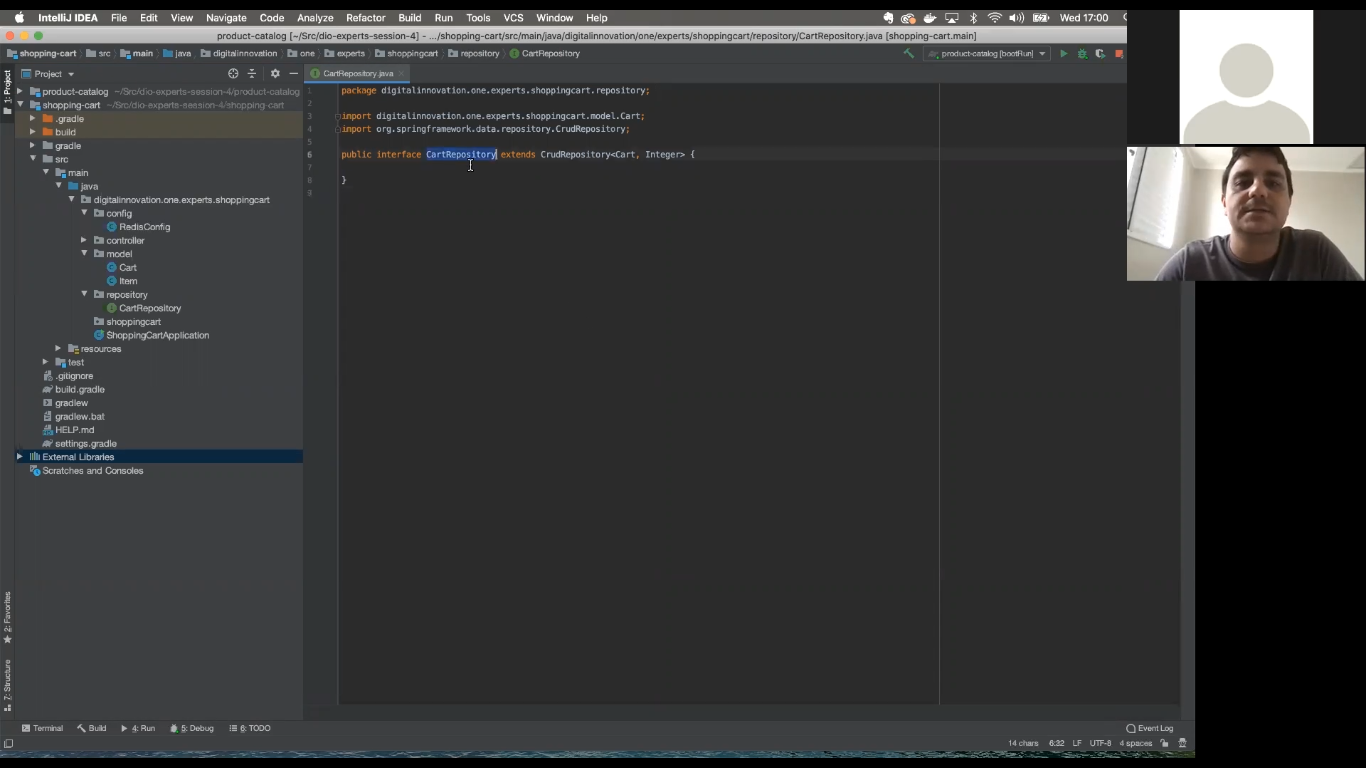 IntelliJ IDEA File Edit View Navigate Code Analyze Refactor Build Run Tools VCS Window Help Wed 17:00
product-catalog [~/Src/dio-experts-session-4] - .../shopping-cart/src/main/java/digitalinnovation/one/experts/shoppingcart/repository/CartRepository.java [shopping-cart.main]
shopping-cart src main java digitalinnovation one experts shoppingcart repository CartRepository product-catalog [bootRun]
Project
CartRepository.java
1: Project
product-catalog ~/Src/dio-experts-session-4/product-catalog
shopping-cart ~/Src/dio-experts-session-4/shopping-cart
.gradle
build
gradle
src
main
java
digitalinnovation.one.experts.shoppingcart
config
RedisConfig
controller
model
Cart
Item
repository
CartRepository
shoppingcart
ShoppingCartApplication
resources
test
.gitignore
build.gradle
gradlew
gradlew.bat
HELP.md
settings.gradle
External Libraries
Scratches and Consoles
1 package digitalinnovation.one.experts.shoppingcart.repository;
2
3 import digitalinnovation.one.experts.shoppingcart.model.Cart;
4 import org.springframework.data.repository.CrudRepository;
5
6 public interface CartRepository extends CrudRepository<Cart, Integer> {
7
8 }
2: Favorites
7: Structure
Terminal Build 4: Run 5: Debug 6: TODO Event Log
14 chars 6:22 LF UTF-8 4 spaces